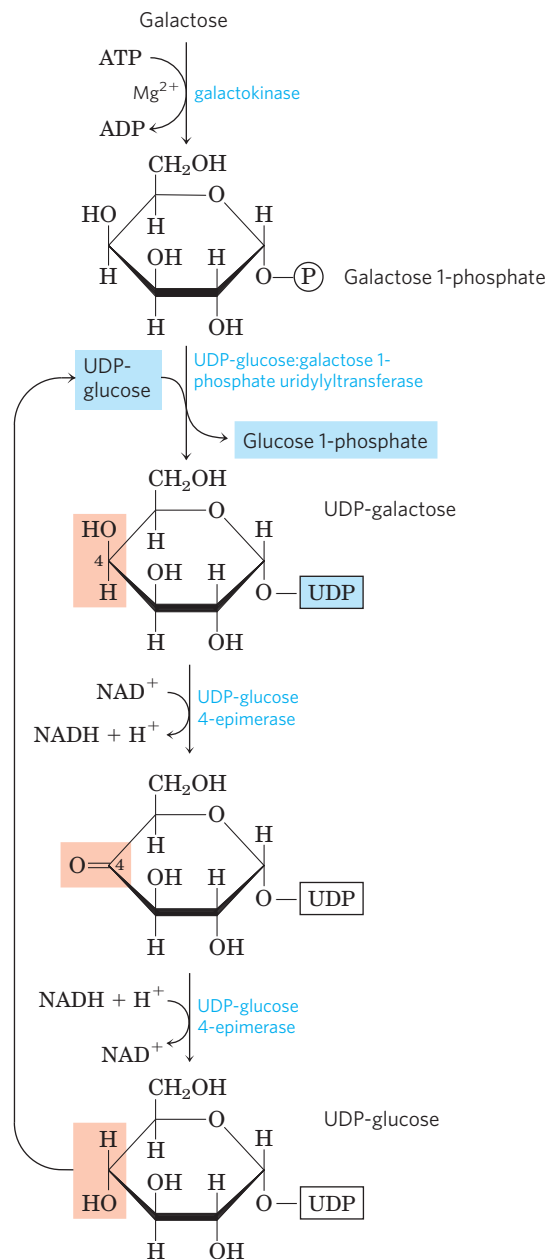 Galactose
ATP
Mg2+ galactokinase
ADP
CH2OH
O
HO H
H
OH H
H O P Galactose 1-phosphate
H OH
UDP-glucose:galactose 1-
phosphate uridylyltransferase
UDP-
glucose
Glucose 1-phosphate
CH2OH
UDP-galactose
O
HO H
H
4
OH H
H O UDP
H OH
NAD+
UDP-glucose
4-epimerase
NADH + H+
CH2OH
O
H
H
O 4
OH H
O UDP
H OH
NADH + H+
UDP-glucose
4-epimerase
NAD+
CH2OH
UDP-glucose
O
H H
H
4
OH H
HO O UDP
H OH